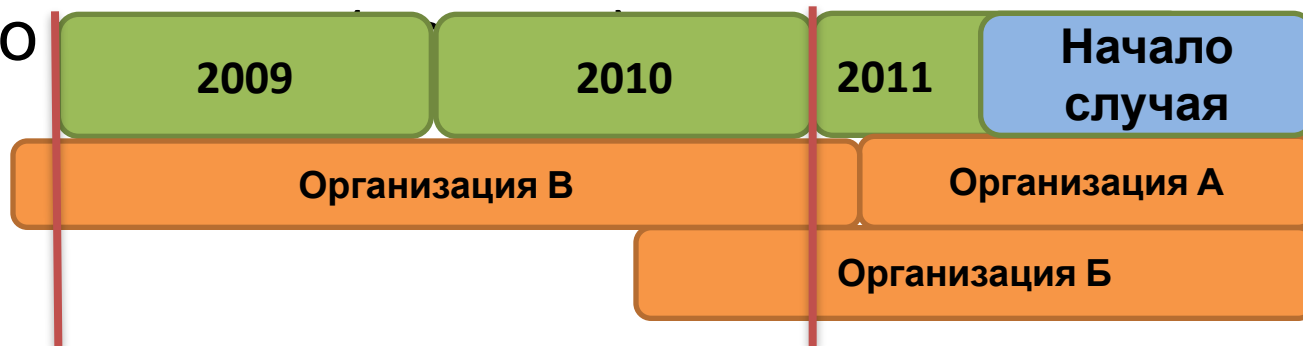 о
2009 2010 2011 Начало
случая
Организация В Организация А
Организация Б